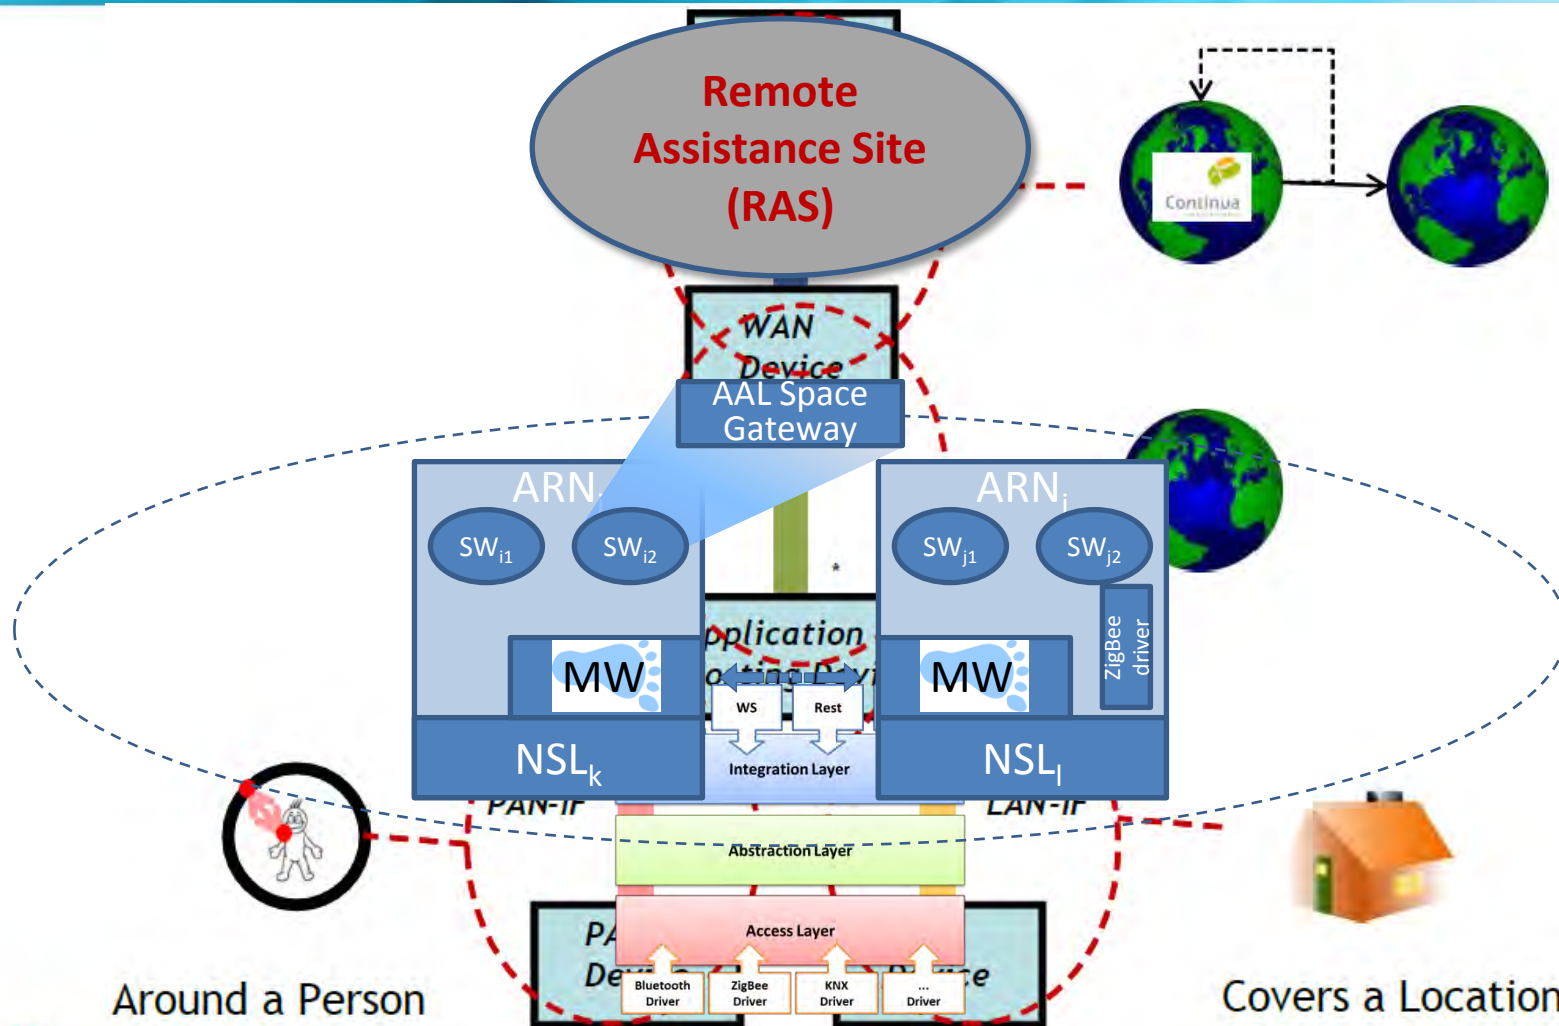 Remote
Assistance Site
(RAS)
Continua
WAN
Device
AAL Space
Gateway
ARN
ARN
SWi1
SWi2
SWj1
SWj2
*
ZigBee
driver
pplication
MW
MW
WS
Rest
NSLk
NSLl
Integration Layer
PAN-IF
LAN-IF
Abstraction Layer
Access Layer
Bluetooth
Driver
ZigBee
Driver
KNX
Driver
...
Driver
Around a Person
Covers a Location